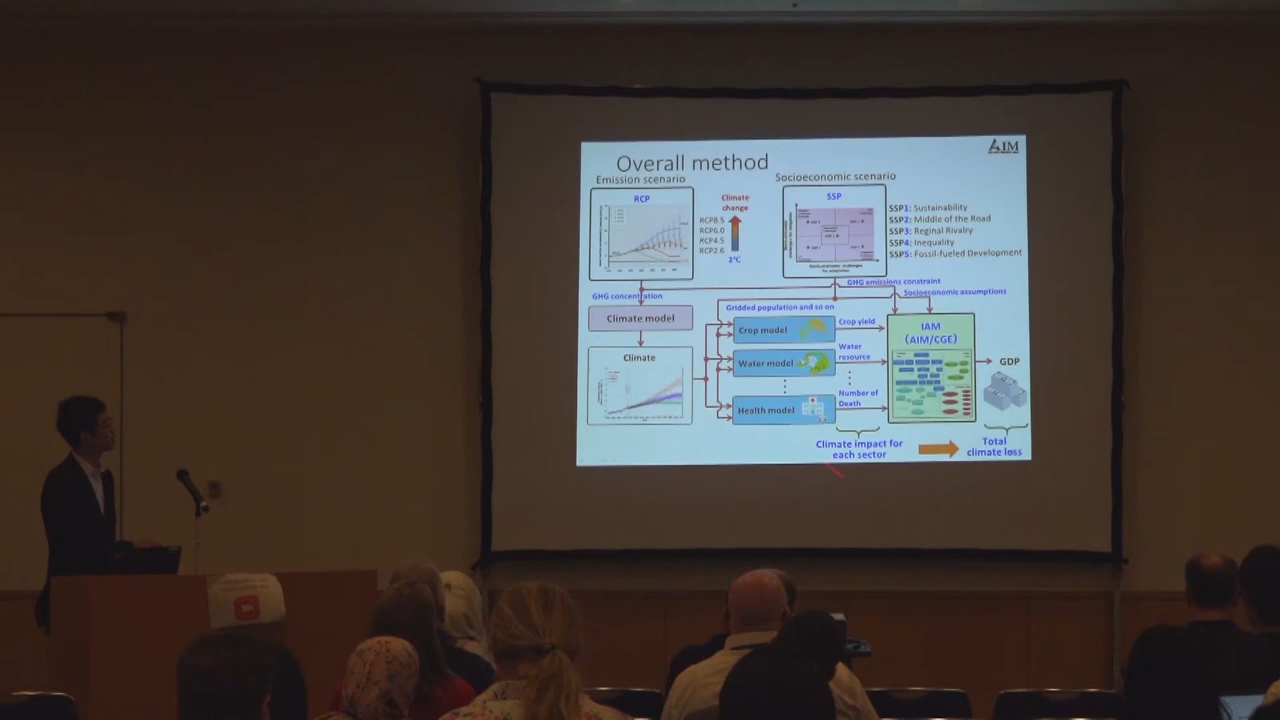 AIM
Overall method
Emission scenario
Socioeconomic scenario
RCP
Climate
change
RCP8.5
RCP6.0
RCP4.5
RCP2.6
2°C
SSP
SSP1: Sustainability
SSP2: Middle of the Road
SSP3: Reginal Rivalry
SSP4: Inequality
SSP5: Fossil-fueled Development
GHG emissions constraint
Socioeconomic assumptions
GHG concentration
Gridded population and so on
Climate model
Climate
Crop model
Water model
Health model
Crop yield
Water
resource
Number of
Death
IAM
(AIM/CGE)
GDP
Climate impact for
each sector
Total
climate loss